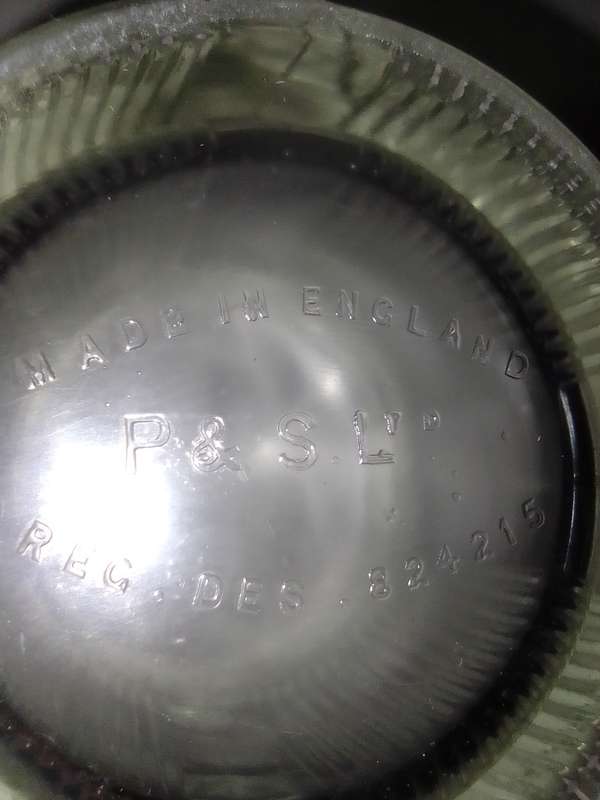 MADE IN ENGLAND
P & S. LTD
REG. DES. 824215